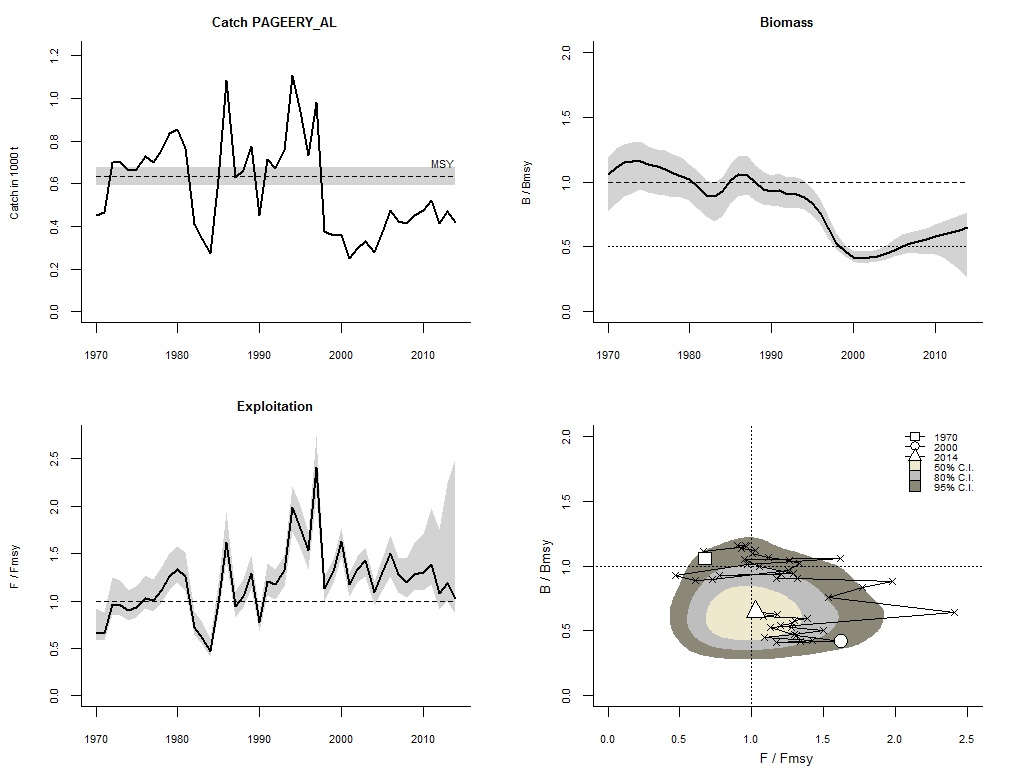 Catch PAGEERY_AL
Catch in 1000 t
0.0 0.2 0.4 0.6 0.8 1.0 1.2
MSY
1970 1980 1990 2000 2010
Biomass
B / Bmsy
0.0 0.5 1.0 1.5 2.0
1970 1980 1990 2000 2010
Exploitation
F / Fmsy
0.0 0.5 1.0 1.5 2.0 2.5
1970 1980 1990 2000 2010
B / Bmsy
0.0 0.5 1.0 1.5 2.0
1970
2000
2014
50% C.I.
80% C.I.
95% C.I.
0.0 0.5 1.0 1.5 2.0 2.5
F / Fmsy